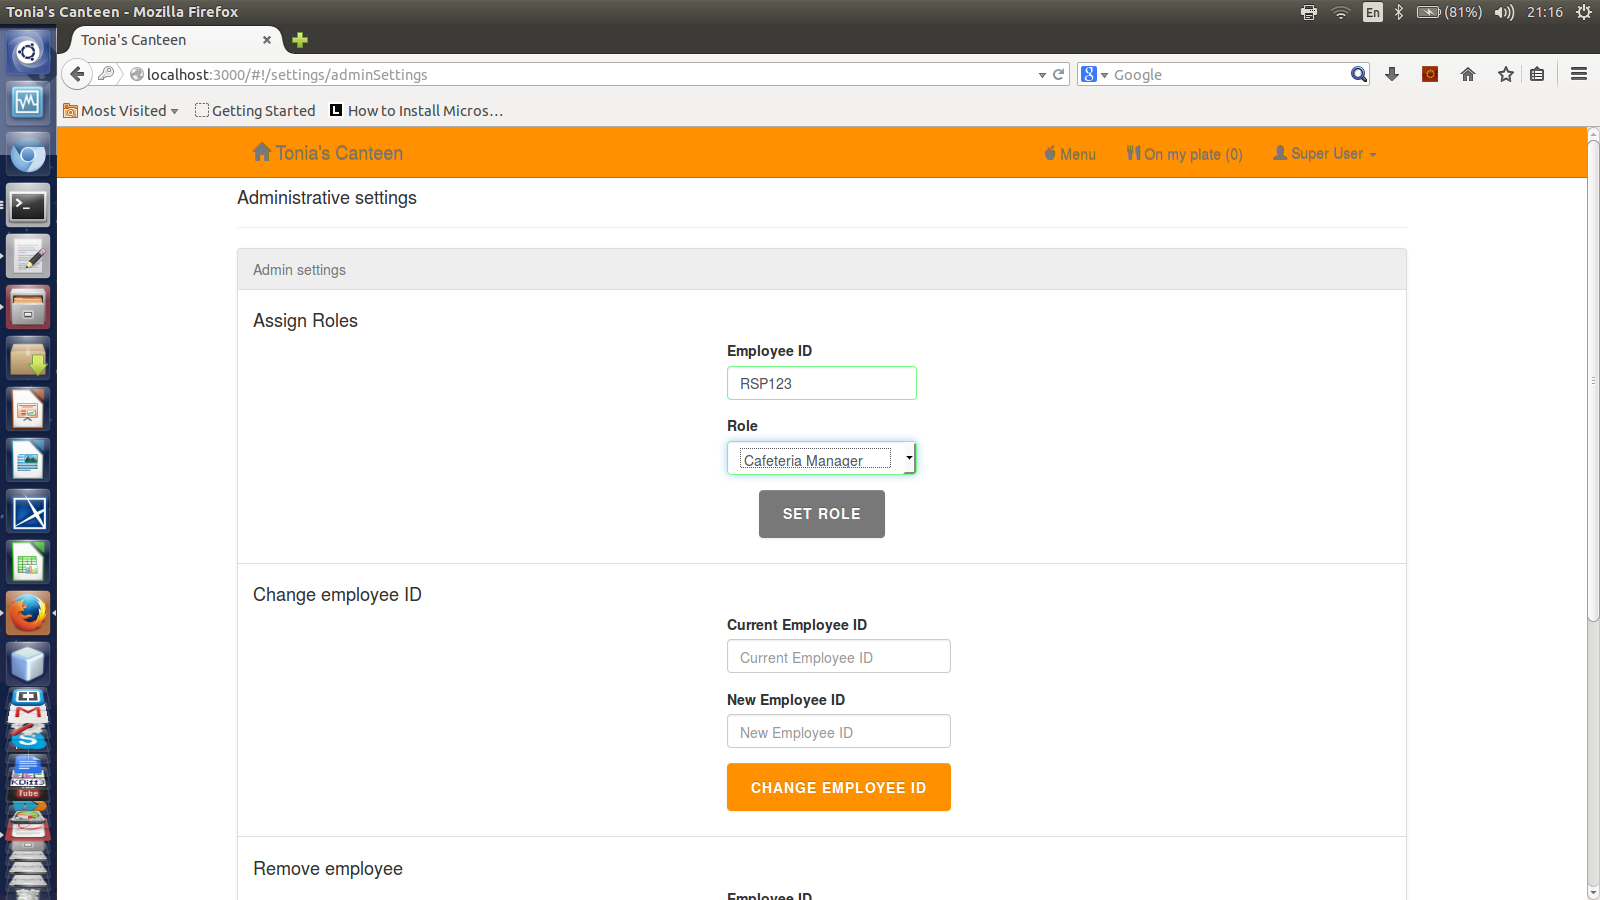 Tonia's Canteen - Mozilla Firefox
En
(81%)
21:16
Tonia's Canteen
localhost:3000/#!/settings/adminSettings
Google
Most Visited
Getting Started
How to Install Micros...
Tonia's Canteen
Menu
On my plate (0)
Super User
Administrative settings
Admin settings
Assign Roles
Employee ID
RSP123
Role
Cafeteria Manager
SET ROLE
Change employee ID
Current Employee ID
Current Employee ID
New Employee ID
New Employee ID
CHANGE EMPLOYEE ID
Remove employee
Employee ID
KDiff3
Tube